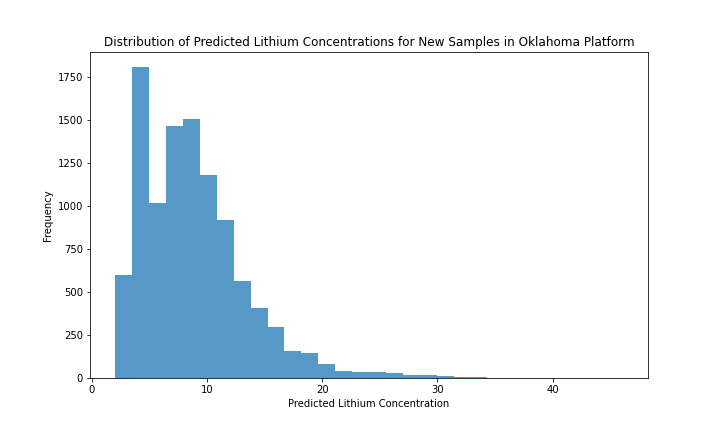 Distribution of Predicted Lithium Concentrations for New Samples in Oklahoma Platform
1750
1500
1250
1000
750
500
250
0
Frequency
0 10 20 30 40
Predicted Lithium Concentration